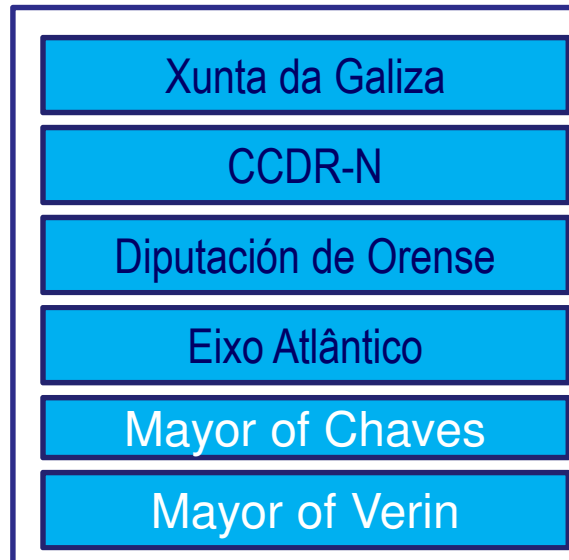 Xunta da Galiza
CCDR-N
Diputación de Orense
Eixo Atlântico
Mayor of Chaves
Mayor of Verin